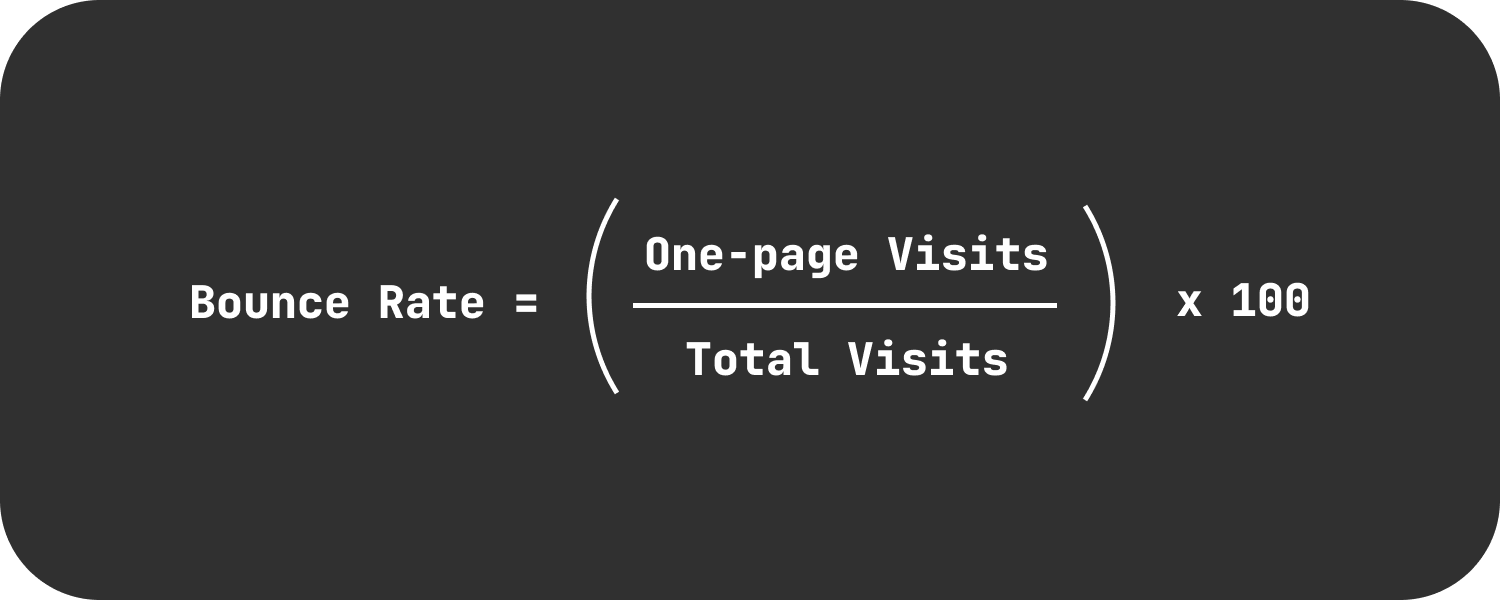 Bounce Rate = ( One-page Visits
Total Visits ) x 100